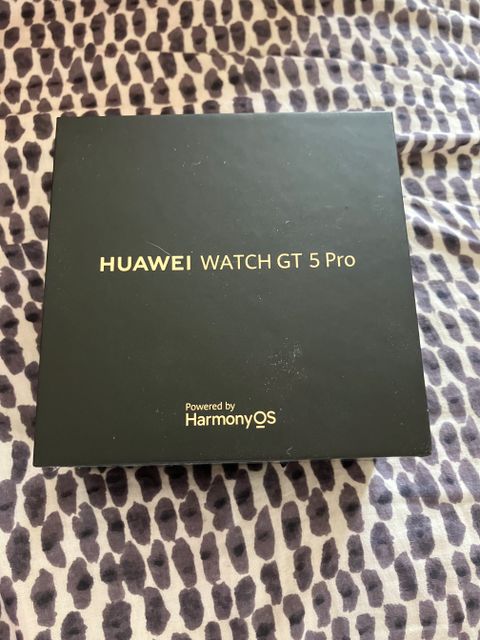 HUAWEI WATCH GT 5 Pro
Powered by
HarmonyOS